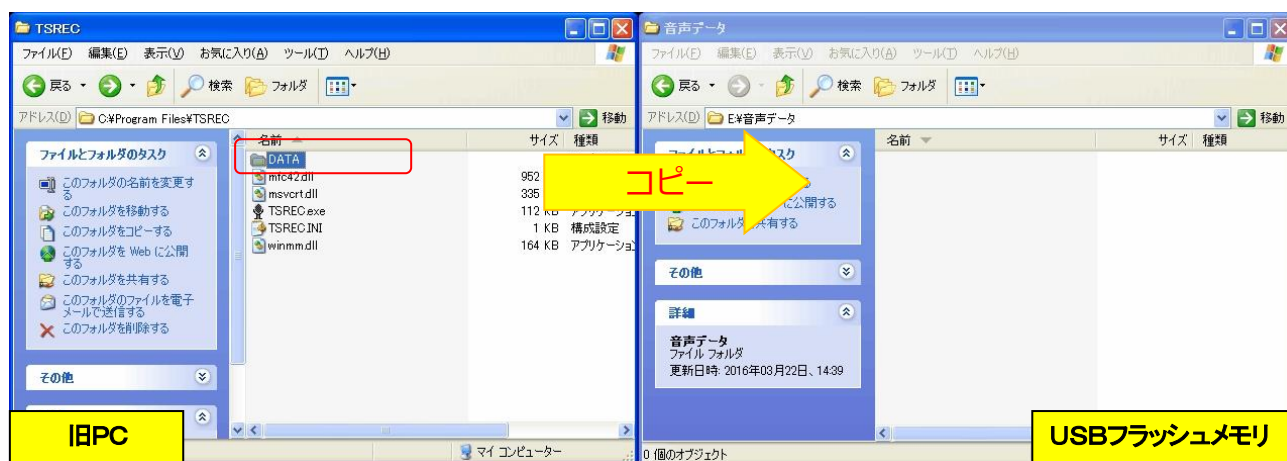 TSREC
ファイル(F) 編集(E) 表示(V) お気に入り(A) ツール(T) ヘルプ(H)
戻る 検索 フォルダ
アドレス(D) C:¥Program Files¥TSREC 移動
ファイルとフォルダのタスク
このフォルダの名前を変更す
る
このフォルダを移動する
このフォルダをコピーする
このフォルダを Web に公開
する
このフォルダを共有する
このフォルダのファイルを電子
メールで送信する
このフォルダを削除する
その他
名前 サイズ 種類
DATA
mfc42.dll 952
msvcrt.dll 335
TSREC.exe 112 KB アプリケーショ
TSREC.INI 1 KB 構成設定
winmm.dll 164 KB アプリケーショ
マイ コンピューター
旧PC
コピー
音声データ
ファイル(F) 編集(E) 表示(V) お気に入り(A) ツール(T) ヘルプ(H)
戻る 検索 フォルダ
アドレス(D) E:¥音声データ 移動
ファイルとフォルダのタスク
る
に公開する
このフォルダを共有する
その他
詳細
音声データ
ファイル フォルダ
更新日時: 2016年03月22日、14:39
名前 サイズ 種類
0 個のオブジェクト
USBフラッシュメモリ